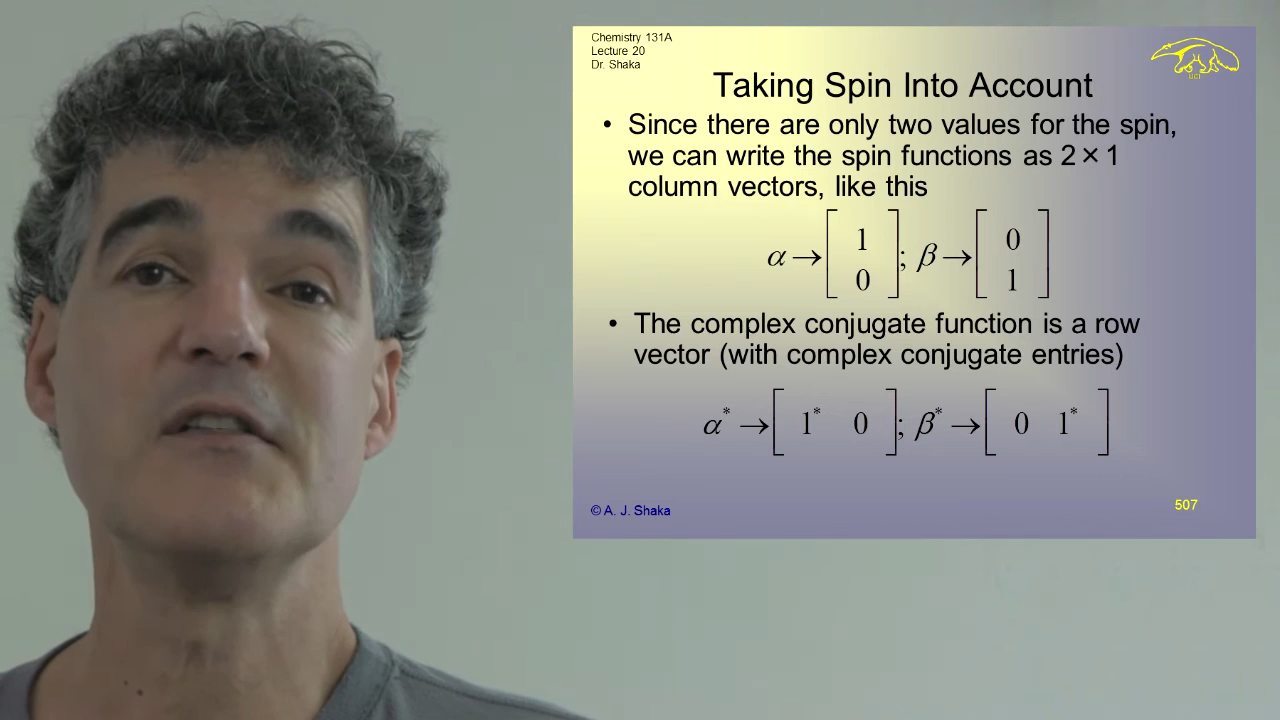 Chemistry 131A
Lecture 20
Dr. Shaka
UCI
Taking Spin Into Account
• Since there are only two values for the spin,
we can write the spin functions as 2 × 1
column vectors, like this
α → [ 1 0 ] ; β → [ 0 1 ]
• The complex conjugate function is a row
vector (with complex conjugate entries)
α* → [ 1* 0 ] ; β* → [ 0 1* ]
© A. J. Shaka
507